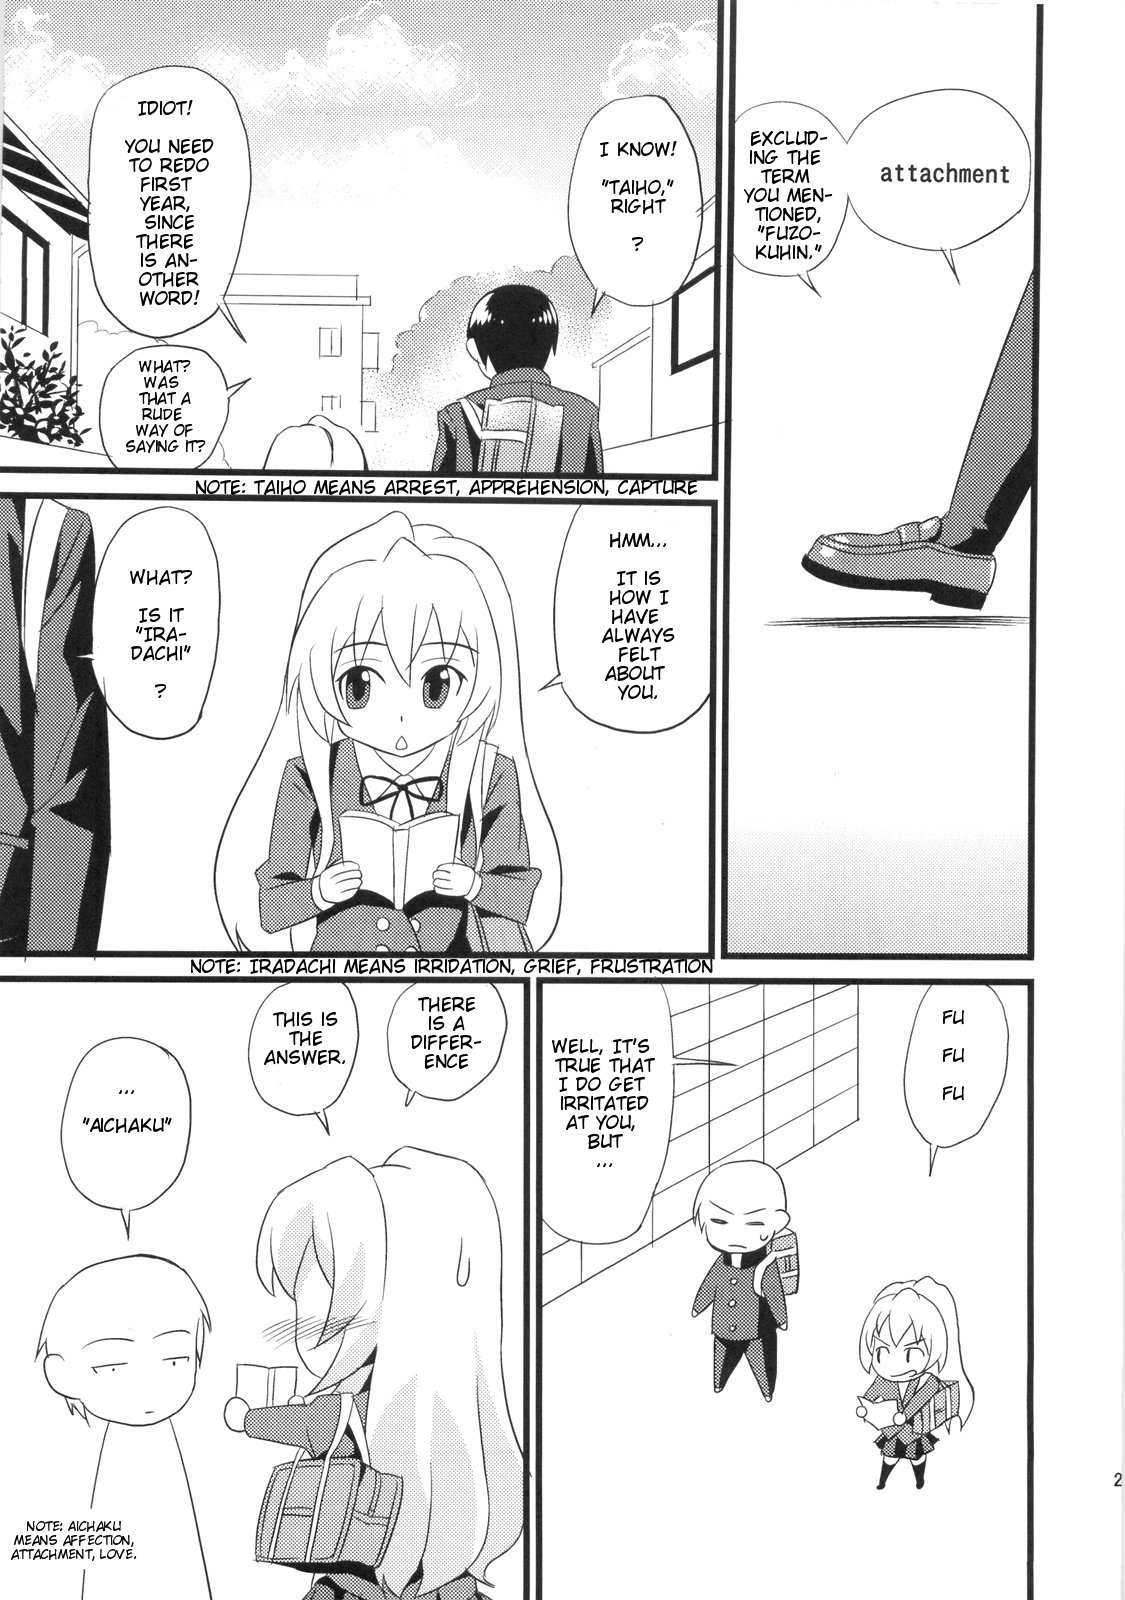 attachment
EXCLUD-
ING THE
TERM
YOU MEN-
TIONED,
"FUZO-
KUHIN."
I KNOW!
"TAIHO,"
RIGHT
?
IDIOT!
YOU NEED
TO REDO
FIRST
YEAR,
SINCE
THERE
IS AN-
OTHER
WORD!
WHAT?
WAS
THAT A
RUDE
WAY OF
SAYING IT?
NOTE: TAIHO MEANS ARREST, APPREHENSION, CAPTURE
HMM...
IT IS
HOW I
HAVE
ALWAYS
FELT
ABOUT
YOU.
WHAT?
IS IT
"IRA-
DACHI"
?
NOTE: IRADACHI MEANS IRRIDATION, GRIEF, FRUSTRATION
FU
FU
FU
WELL, IT'S
TRUE THAT
I DO GET
IRRITATED
AT YOU,
BUT
...
THERE
IS A
DIFFER-
ENCE
THIS IS
THE
ANSWER.
...
"AICHAKU"
NOTE: AICHAKU
MEANS AFFECTION,
ATTACHMENT, LOVE.
2